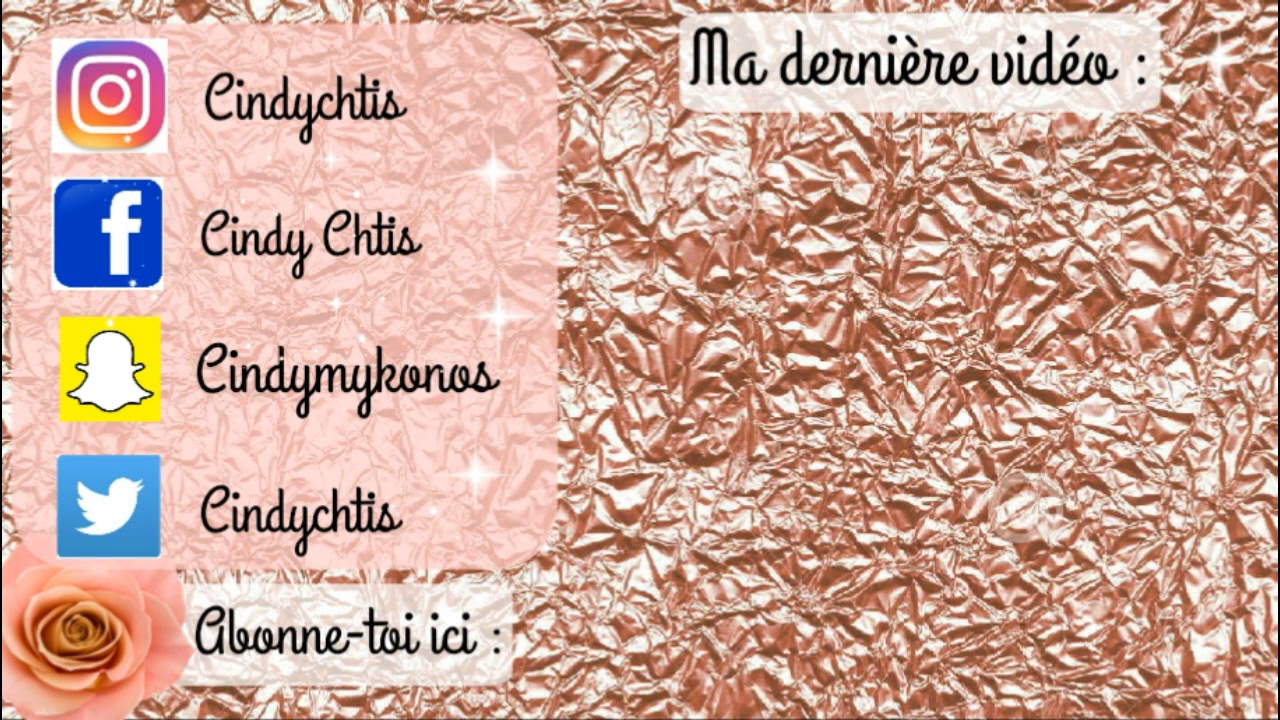 Cindychtis
Cindy Chtis
Cindymykonos
Cindychtis
Abonne-toi ici :
Ma dernière vidéo :